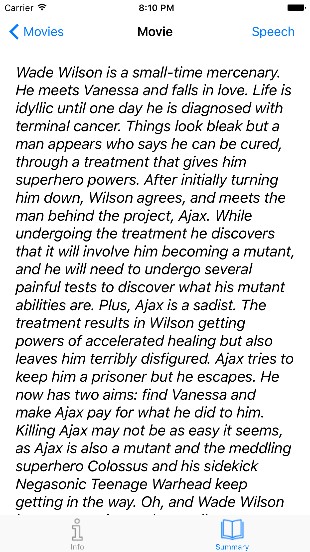 Carrier 8:10 PM
Movies Movie Speech
Wade Wilson is a small-time mercenary.
He meets Vanessa and falls in love. Life is
idyllic until one day he is diagnosed with
terminal cancer. Things look bleak but a
man appears who says he can be cured,
through a treatment that gives him
superhero powers. After initially turning
him down, Wilson agrees, and meets the
man behind the project, Ajax. While
undergoing the treatment he discovers
that it will involve him becoming a mutant,
and he will need to undergo several
painful tests to discover what his mutant
abilities are. Plus, Ajax is a sadist. The
treatment results in Wilson getting
powers of accelerated healing but also
leaves him terribly disfigured. Ajax tries to
keep him a prisoner but he escapes. He
now has two aims: find Vanessa and
make Ajax pay for what he did to him.
Killing Ajax may not be as easy it seems,
as Ajax is also a mutant and the meddling
superhero Colossus and his sidekick
Negasonic Teenage Warhead keep
getting in the way. Oh, and Wade Wilson
Info Summary